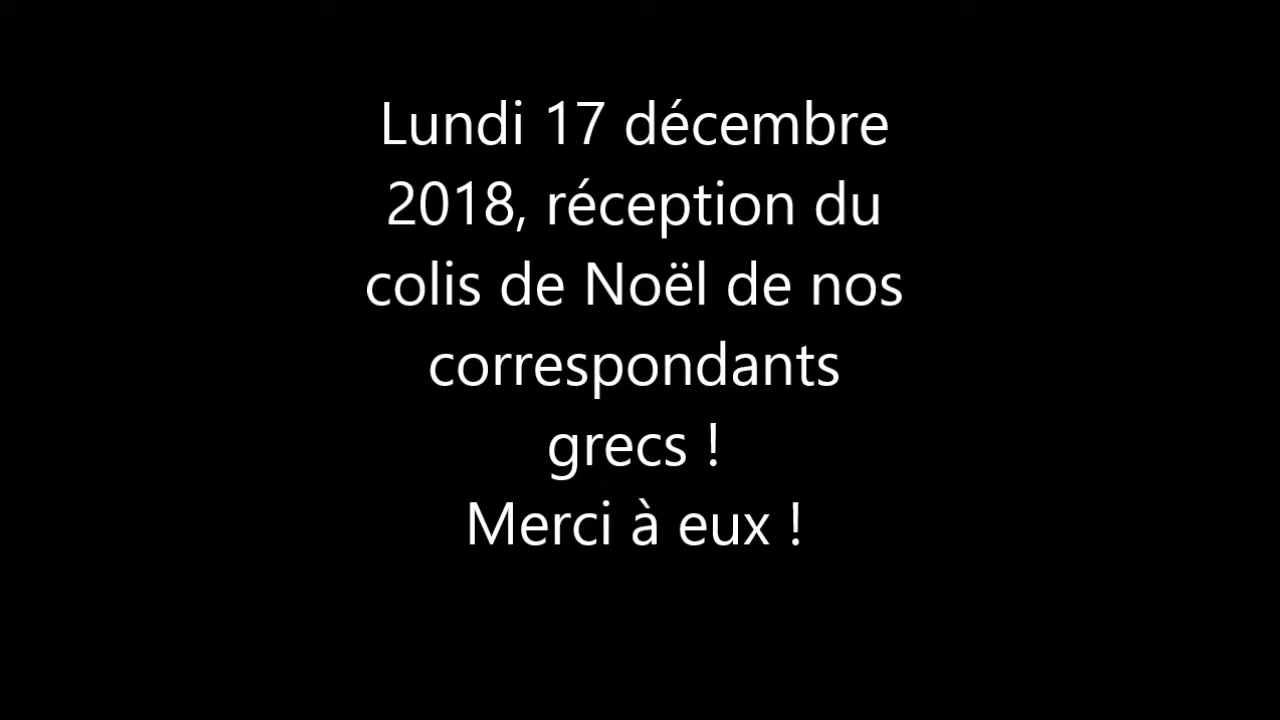 Lundi 17 décembre
2018, réception du
colis de Noël de nos
correspondants
grecs !
Merci à eux !